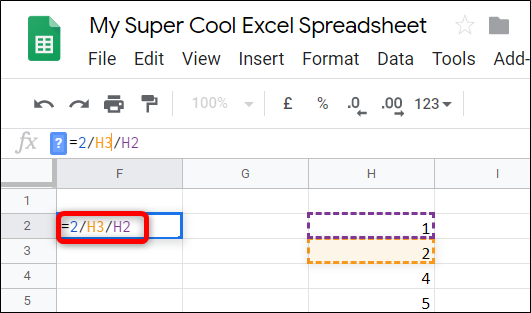 My Super Cool Excel Spreadsheet
File Edit View Insert Format Data Tools Add-
100% £ % .0 .00 123
fx ? =2/H3/H2
F G H I
1
2 =2/H3/H2 1
3 2
4 4
5 5